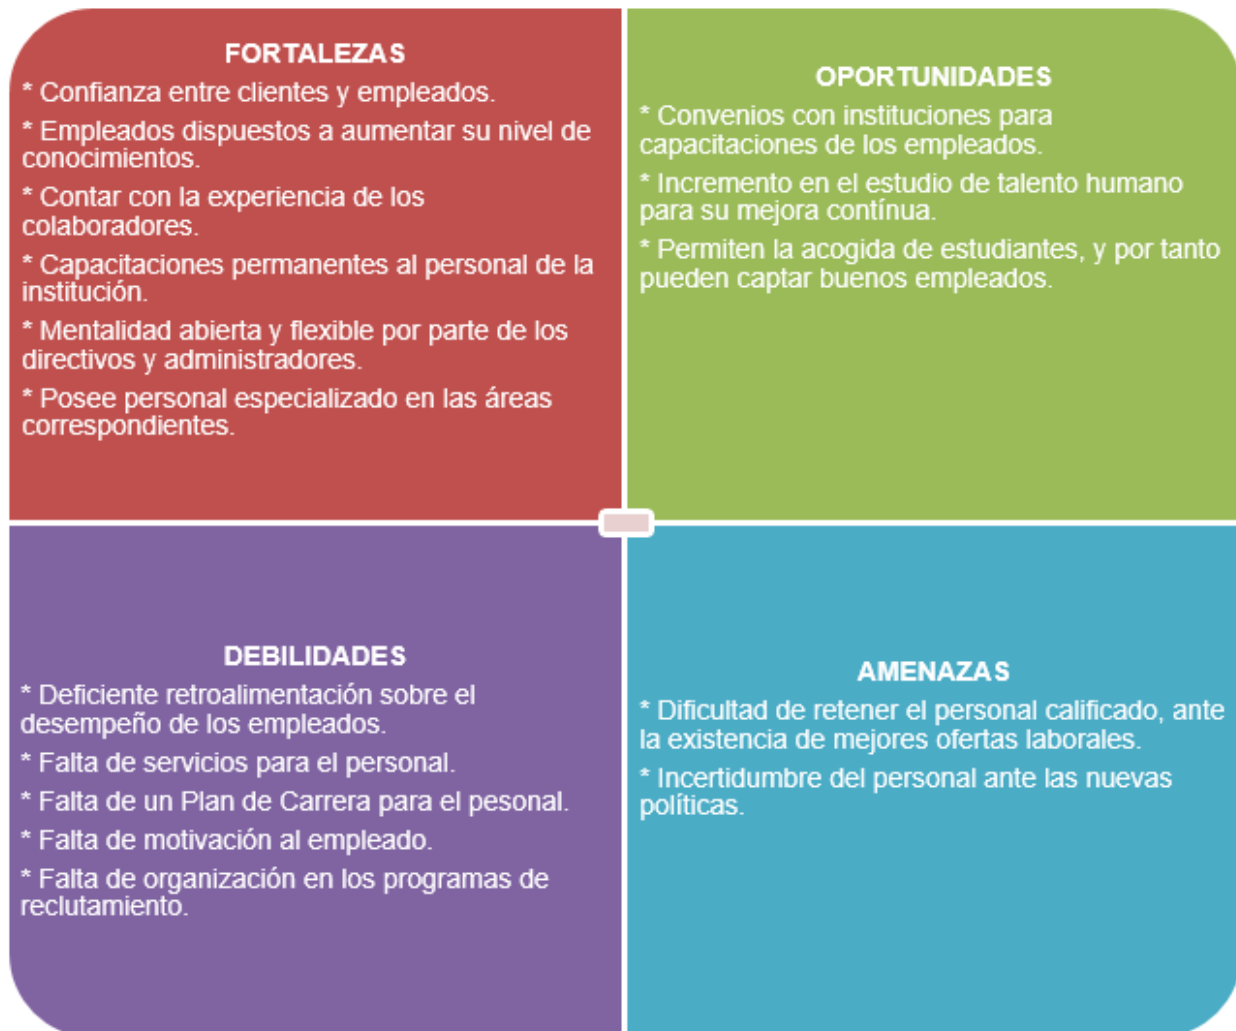 FORTALEZAS
* Confianza entre clientes y empleados.
* Empleados dispuestos a aumentar su nivel de
conocimientos.
* Contar con la experiencia de los
colaboradores.
* Capacitaciones permanentes al personal de la
institución.
* Mentalidad abierta y flexible por parte de los
directivos y administradores.
* Posee personal especializado en las áreas
correspondientes.
OPORTUNIDADES
* Convenios con instituciones para
capacitaciones de los empleados.
* Incremento en el estudio de talento humano
para su mejora contínua.
* Permiten la acogida de estudiantes, y por tanto
pueden captar buenos empleados.
DEBILIDADES
* Deficiente retroalimentación sobre el
desempeño de los empleados.
* Falta de servicios para el personal.
* Falta de un Plan de Carrera para el pesonal.
* Falta de motivación al empleado.
* Falta de organización en los programas de
reclutamiento.
AMENAZAS
* Dificultad de retener el personal calificado, ante
la existencia de mejores ofertas laborales.
* Incertidumbre del personal ante las nuevas
políticas.